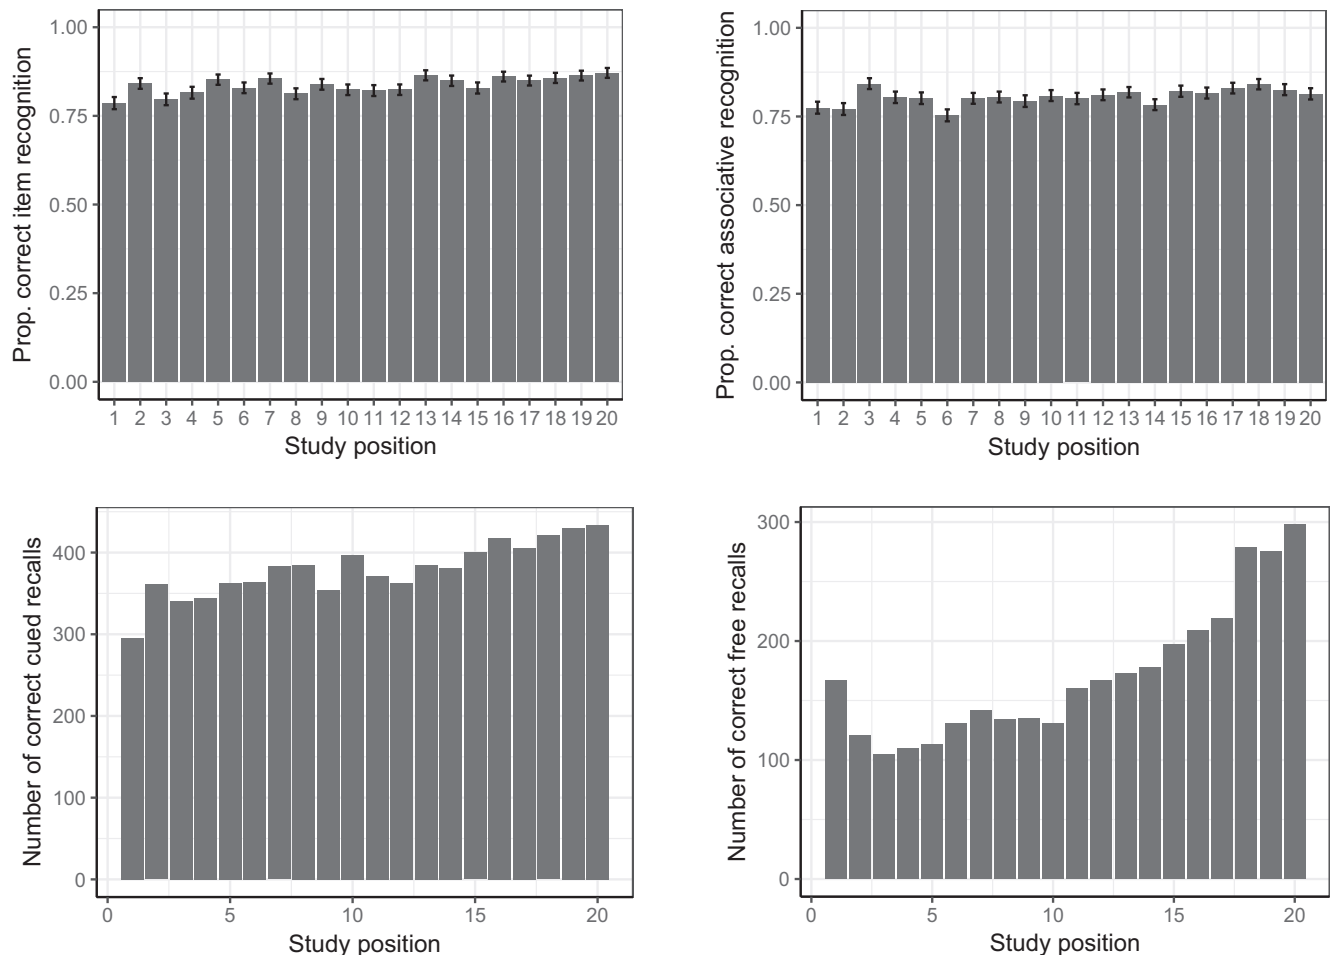 Prop. correct item recognition
1.00
0.75
0.50
0.25
0.00
1 2 3 4 5 6 7 8 9 10 11 12 13 14 15 16 17 18 19 20
Study position
Prop. correct associative recognition
1.00
0.75
0.50
0.25
0.00
1 2 3 4 5 6 7 8 9 10 11 12 13 14 15 16 17 18 19 20
Study position
Number of correct cued recalls
400
300
200
100
0
0 5 10 15 20
Study position
Number of correct free recalls
300
200
100
0
0 5 10 15 20
Study position